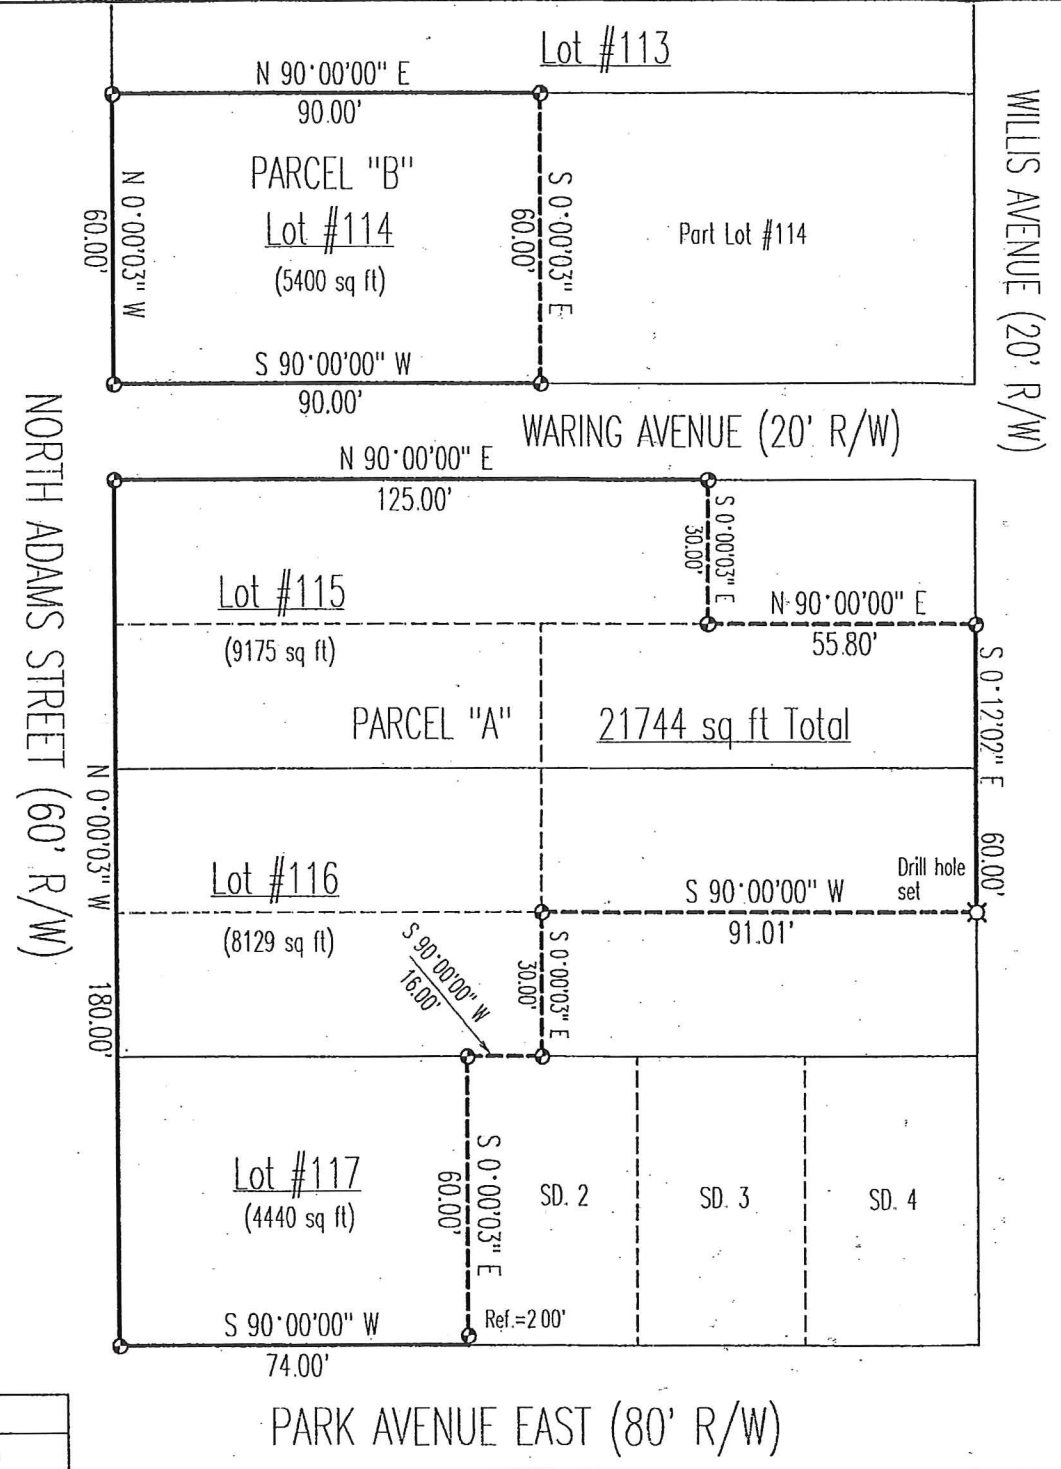 Lot #113
N 90°00'00" E
90.00'
PARCEL "B"
Lot #114
(5400 sq ft)
N 0°00'03" W
60.00'
S 0°00'03" E
60.00'
Part Lot #114
S 90°00'00" W
90.00'
WILLIS AVENUE (20' R/W)
WARING AVENUE (20' R/W)
NORTH ADAMS STREET (60' R/W)
N 90°00'00" E
125.00'
S 0°00'03" E
30.00'
N 90°00'00" E
55.80'
Lot #115
(9175 sq ft)
S 0°12'02" E 60.00'
PARCEL "A"
21744 sq ft Total
N 0°00'03" W 180.00'
Lot #116
(8129 sq ft)
S 90°00'00" W
91.01'
Drill hole
set
S 90°00'00" W
16.00'
S 0°00'03" E
30.00'
Lot #117
(4440 sq ft)
S 0°00'03" E
60.00'
SD. 2
SD. 3
SD. 4
S 90°00'00" W
74.00'
Ref.=2.00'
PARK AVENUE EAST (80' R/W)